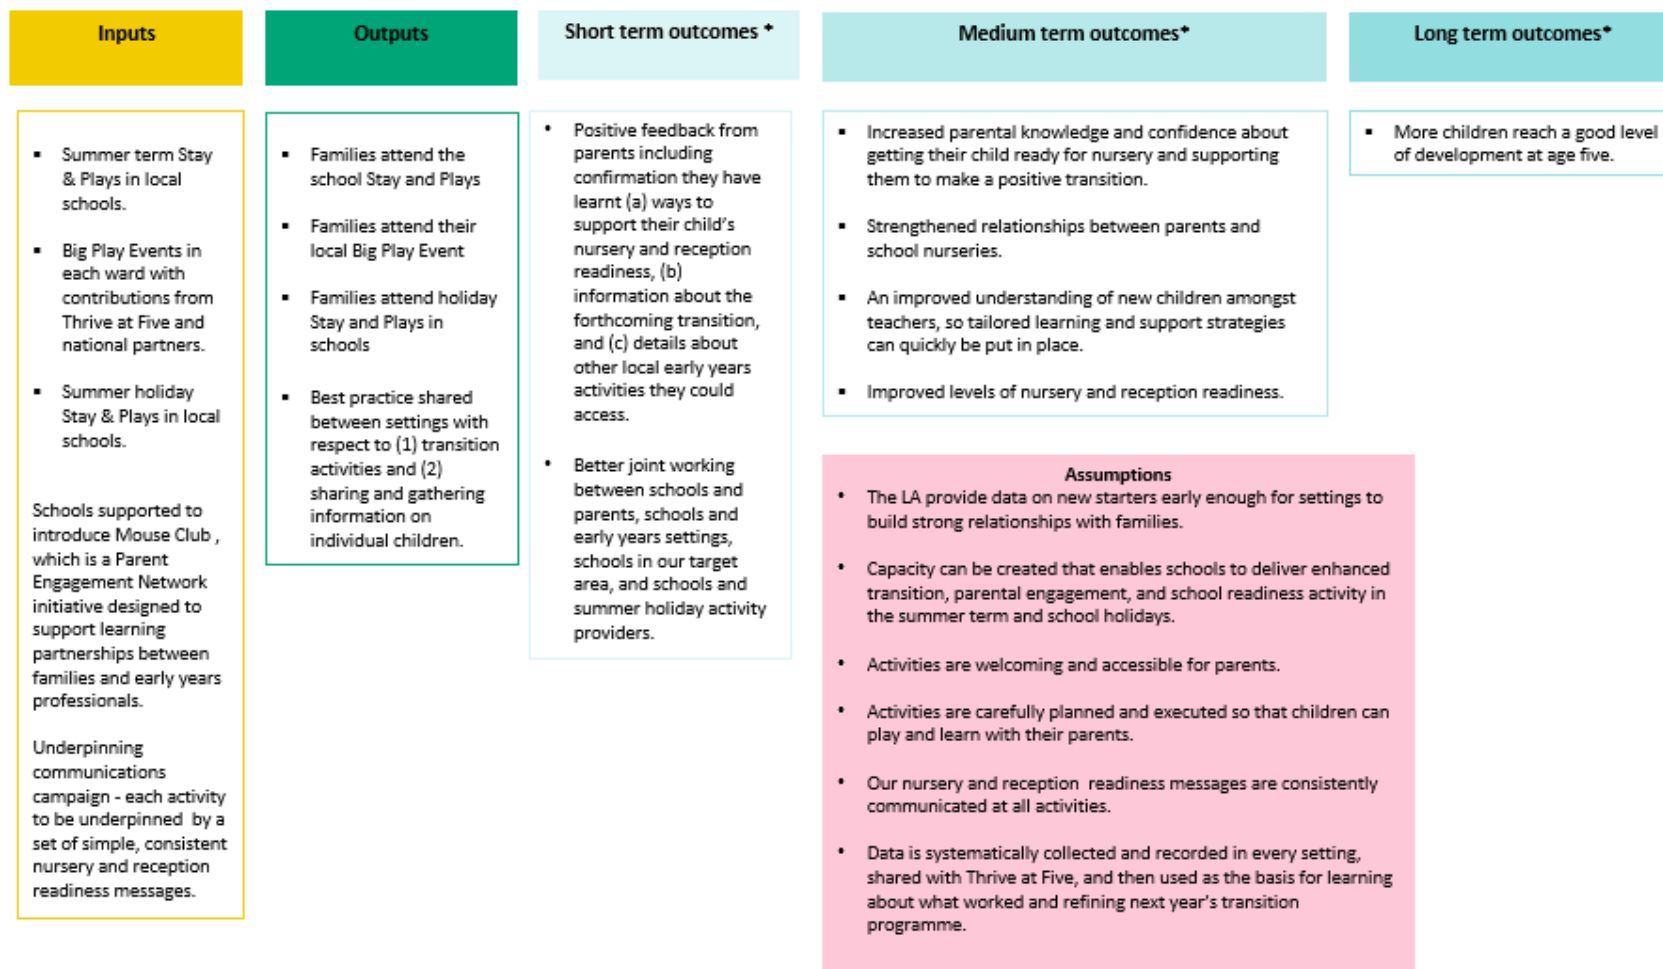 Inputs
Outputs
Short term outcomes *
Medium term outcomes*
Long term outcomes*
▪ Summer term Stay
& Plays in local
schools.
▪ Big Play Events in
each ward with
contributions from
Thrive at Five and
national partners.
▪ Summer holiday
Stay & Plays in local
schools.
Schools supported to
introduce Mouse Club ,
which is a Parent
Engagement Network
initiative designed to
support learning
partnerships between
families and early years
professionals.
Underpinning
communications
campaign - each activity
to be underpinned by a
set of simple, consistent
nursery and reception
readiness messages.
▪ Families attend the
school Stay and Plays
▪ Families attend their
local Big Play Event
▪ Families attend holiday
Stay and Plays in
schools
▪ Best practice shared
between settings with
respect to (1) transition
activities and (2)
sharing and gathering
information on
individual children.
• Positive feedback from
parents including
confirmation they have
learnt (a) ways to
support their child's
nursery and reception
readiness, (b)
information about the
forthcoming transition,
and (c) details about
other local early years
activities they could
access.
• Better joint working
between schools and
parents, schools and
early years settings,
schools in our target
area, and schools and
summer holiday activity
providers.
▪ Increased parental knowledge and confidence about
getting their child ready for nursery and supporting
them to make a positive transition.
▪ Strengthened relationships between parents and
school nurseries.
▪ An improved understanding of new children amongst
teachers, so tailored learning and support strategies
can quickly be put in place.
▪ Improved levels of nursery and reception readiness.
▪ More children reach a good level
of development at age five.
Assumptions
• The LA provide data on new starters early enough for settings to
build strong relationships with families.
• Capacity can be created that enables schools to deliver enhanced
transition, parental engagement, and school readiness activity in
the summer term and school holidays.
• Activities are welcoming and accessible for parents.
• Activities are carefully planned and executed so that children can
play and learn with their parents.
• Our nursery and reception readiness messages are consistently
communicated at all activities.
• Data is systematically collected and recorded in every setting,
shared with Thrive at Five, and then used as the basis for learning
about what worked and refining next year's transition
programme.